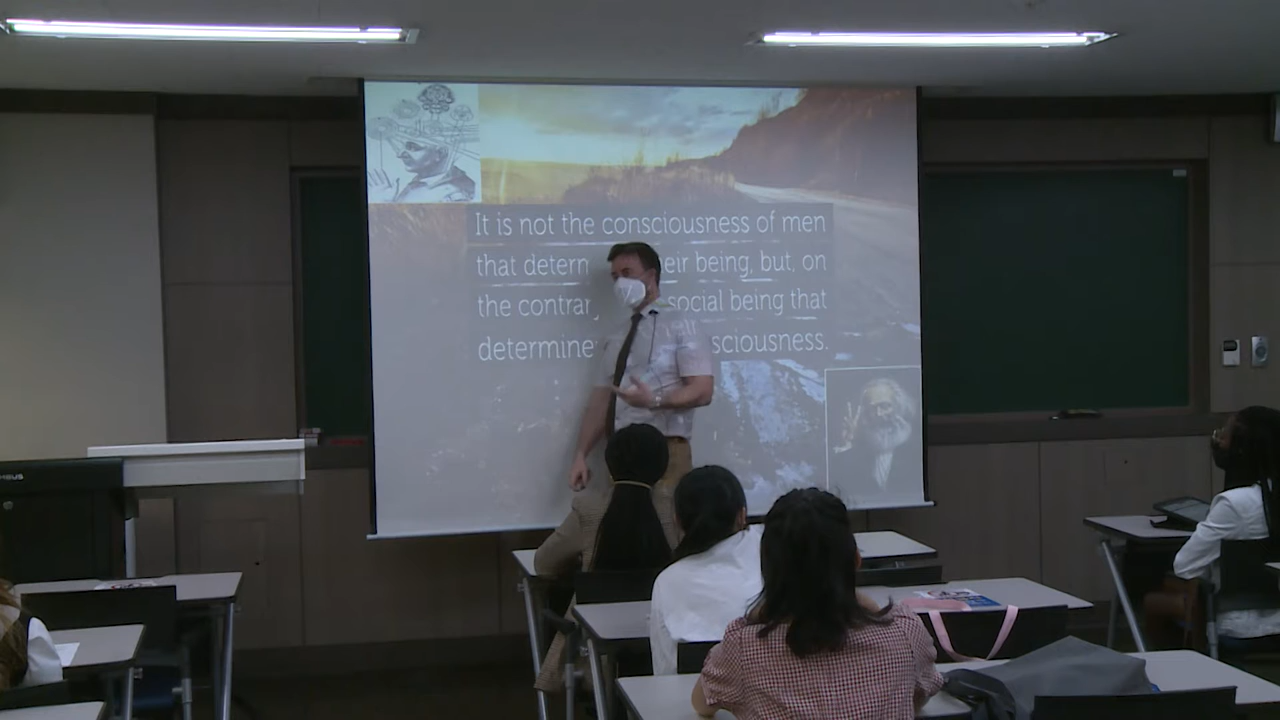 It is not the consciousness of men
that determ eir being, but, on
the contrar social being that
determine sciousness.